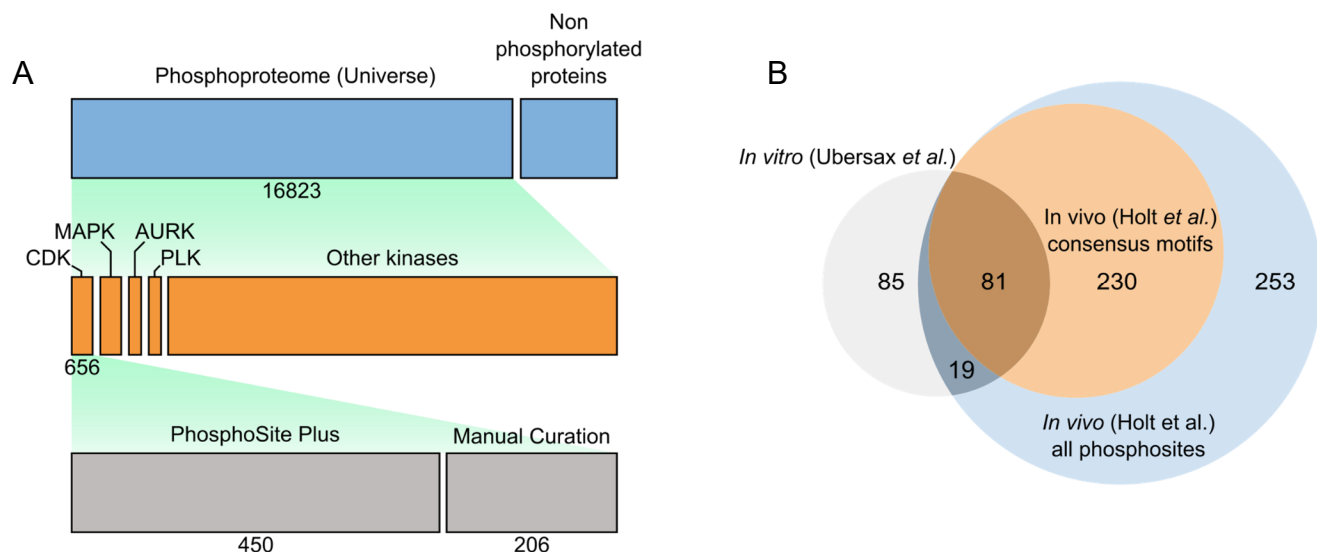 A
Phosphoproteome (Universe)
Non
phosphorylated
proteins
16823
MAPK
AURK
CDK
PLK
Other kinases
656
PhosphoSite Plus
Manual Curation
450
206
B
In vitro (Ubersax et al.)
In vivo (Holt et al.)
consensus motifs
85
81
230
253
19
In vivo (Holt et al.)
all phosphosites